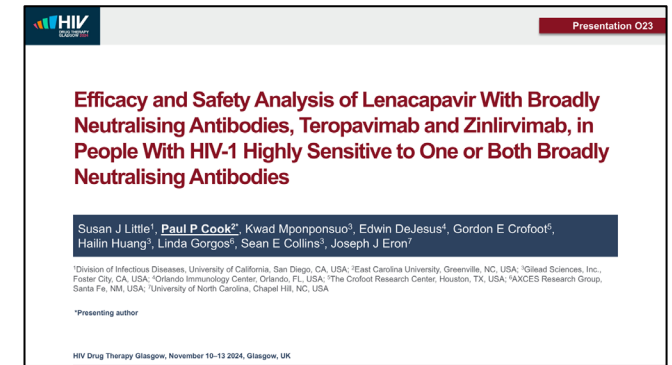 HIV
DRUG THERAPY
GLASGOW 2024
Presentation O23
Efficacy and Safety Analysis of Lenacapavir With Broadly
Neutralising Antibodies, Teropavimab and Zinlirvimab, in
People With HIV-1 Highly Sensitive to One or Both Broadly
Neutralising Antibodies
Susan J Little¹, Paul P Cook²*, Kwad Mponponsuo³, Edwin DeJesus⁴, Gordon E Crofoot⁵,
Hailin Huang³, Linda Gorgos⁶, Sean E Collins³, Joseph J Eron⁷
¹Division of Infectious Diseases, University of California, San Diego, CA, USA; ²East Carolina University, Greenville, NC, USA; ³Gilead Sciences, Inc.,
Foster City, CA, USA; ⁴Orlando Immunology Center, Orlando, FL, USA; ⁵The Crofoot Research Center, Houston, TX, USA; ⁶AXCES Research Group,
Santa Fe, NM, USA; ⁷University of North Carolina, Chapel Hill, NC, USA
*Presenting author
HIV Drug Therapy Glasgow, November 10–13 2024, Glasgow, UK